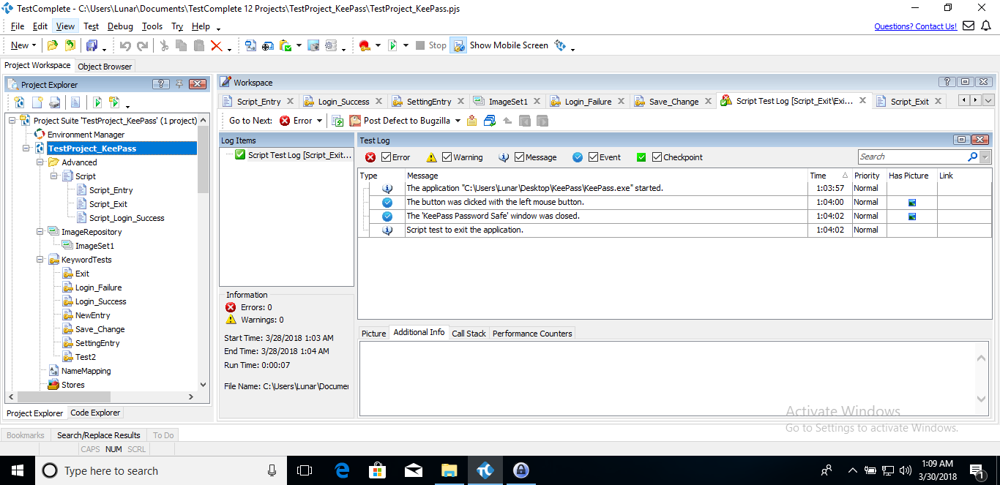 TestComplete - C:\Users\Lunar\Documents\TestComplete 12 Projects\TestProject_KeePass\TestProject_KeePass.pjs
File Edit View Test Debug Tools Try Help
Questions? Contact Us!
New
Stop
Show Mobile Screen
Project Workspace
Object Browser
Project Explorer
Project Suite 'TestProject_KeePass' (1 project)
Environment Manager
TestProject_KeePass
Advanced
Script
Script_Entry
Script_Exit
Script_Login_Success
ImageRepository
ImageSet1
KeywordTests
Exit
Login_Failure
Login_Success
NewEntry
Save_Change
SettingEntry
Test2
NameMapping
Stores
Project Explorer
Code Explorer
Workspace
Script_Entry
Login_Success
SettingEntry
ImageSet1
Login_Failure
Save_Change
Script Test Log [Script_Exit\Exi...
Script_Exit
Go to Next: Error
Post Defect to Bugzilla
Log Items
Script Test Log [Script_Exit...
Information
Errors: 0
Warnings: 0
Start Time: 3/28/2018 1:03 AM
End Time: 3/28/2018 1:04 AM
Run Time: 0:00:07
File Name: C:\Users\Lunar\Docume
Test Log
Error
Warning
Message
Event
Checkpoint
Search
Type Message Time Priority Has Picture Link
The application "C:\Users\Lunar\Desktop\KeePass\KeePass.exe" started. 1:03:57 Normal
The button was clicked with the left mouse button. 1:04:00 Normal
The 'KeePass Password Safe' window was closed. 1:04:02 Normal
Script test to exit the application. 1:04:02 Normal
Picture
Additional Info
Call Stack
Performance Counters
Activate Windows
Go to Settings to activate Windows.
Bookmarks
Search/Replace Results
To Do
CAPS NUM SCRL
Type here to search
1:09 AM
3/30/2018
1